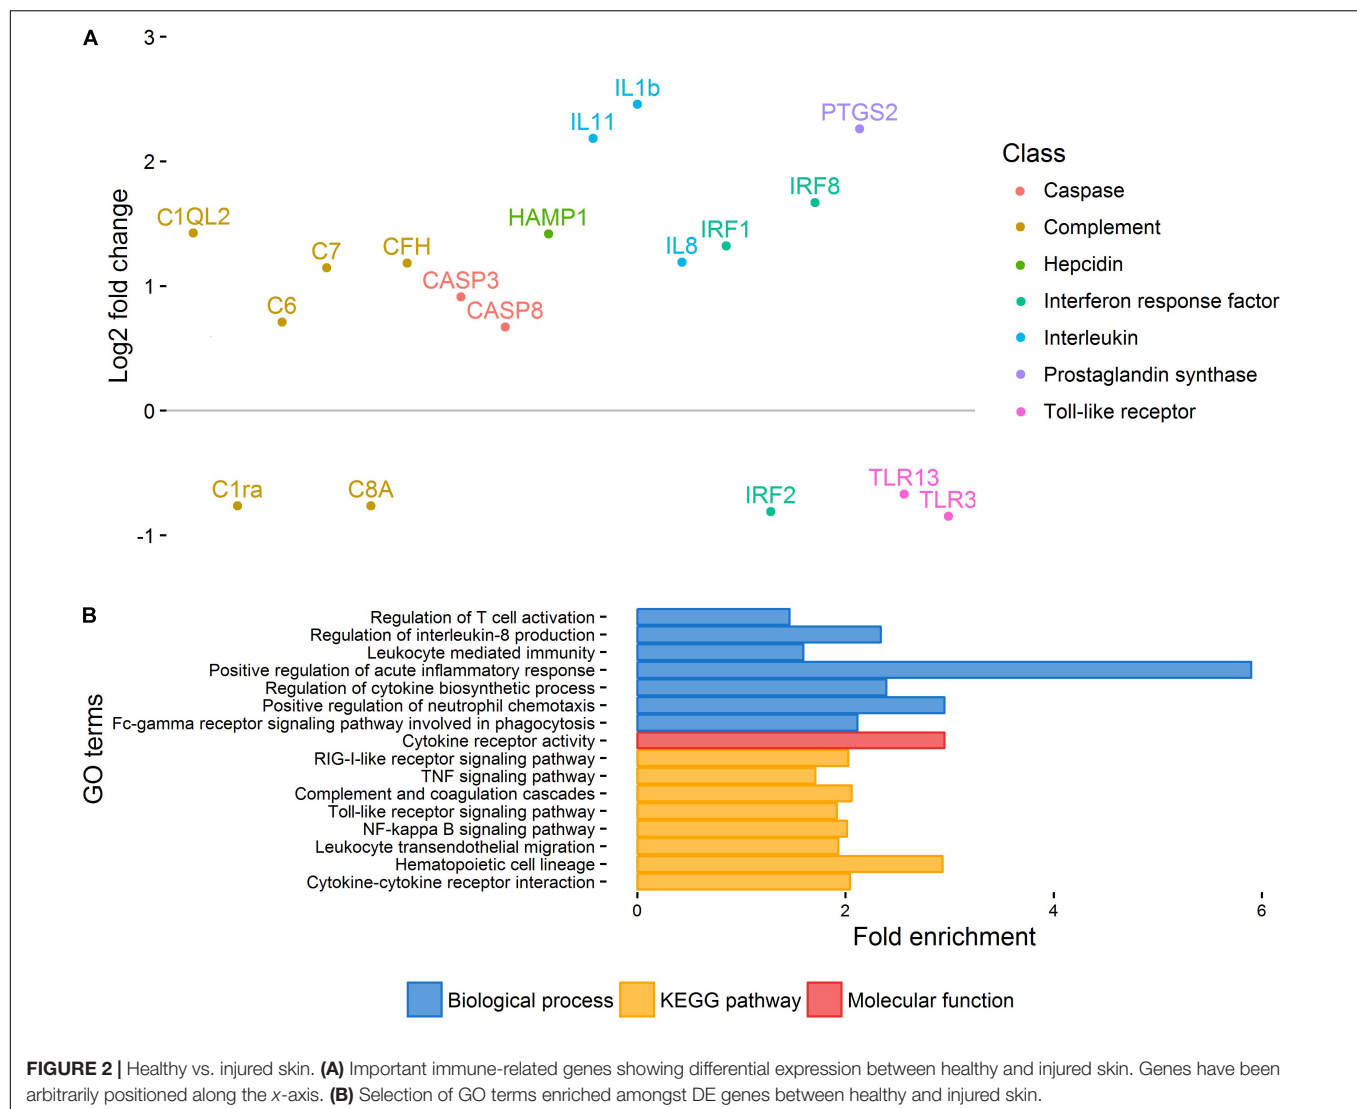 A
3
2
1
0
-1
Log2 fold change
IL1b
IL11
PTGS2
IRF8
C1QL2
HAMP1
IRF1
C7
CFH
IL8
CASP3
C6
CASP8
C1ra
C8A
IRF2
TLR13
TLR3
Class
Caspase
Complement
Hepcidin
Interferon response factor
Interleukin
Prostaglandin synthase
Toll-like receptor
B
GO terms
Regulation of T cell activation
Regulation of interleukin-8 production
Leukocyte mediated immunity
Positive regulation of acute inflammatory response
Regulation of cytokine biosynthetic process
Positive regulation of neutrophil chemotaxis
Fc-gamma receptor signaling pathway involved in phagocytosis
Cytokine receptor activity
RIG-I-like receptor signaling pathway
TNF signaling pathway
Complement and coagulation cascades
Toll-like receptor signaling pathway
NF-kappa B signaling pathway
Leukocyte transendothelial migration
Hematopoietic cell lineage
Cytokine-cytokine receptor interaction
0 2 4 6
Fold enrichment
Biological process KEGG pathway Molecular function
FIGURE 2 | Healthy vs. injured skin. (A) Important immune-related genes showing differential expression between healthy and injured skin. Genes have been
arbitrarily positioned along the x-axis. (B) Selection of GO terms enriched amongst DE genes between healthy and injured skin.